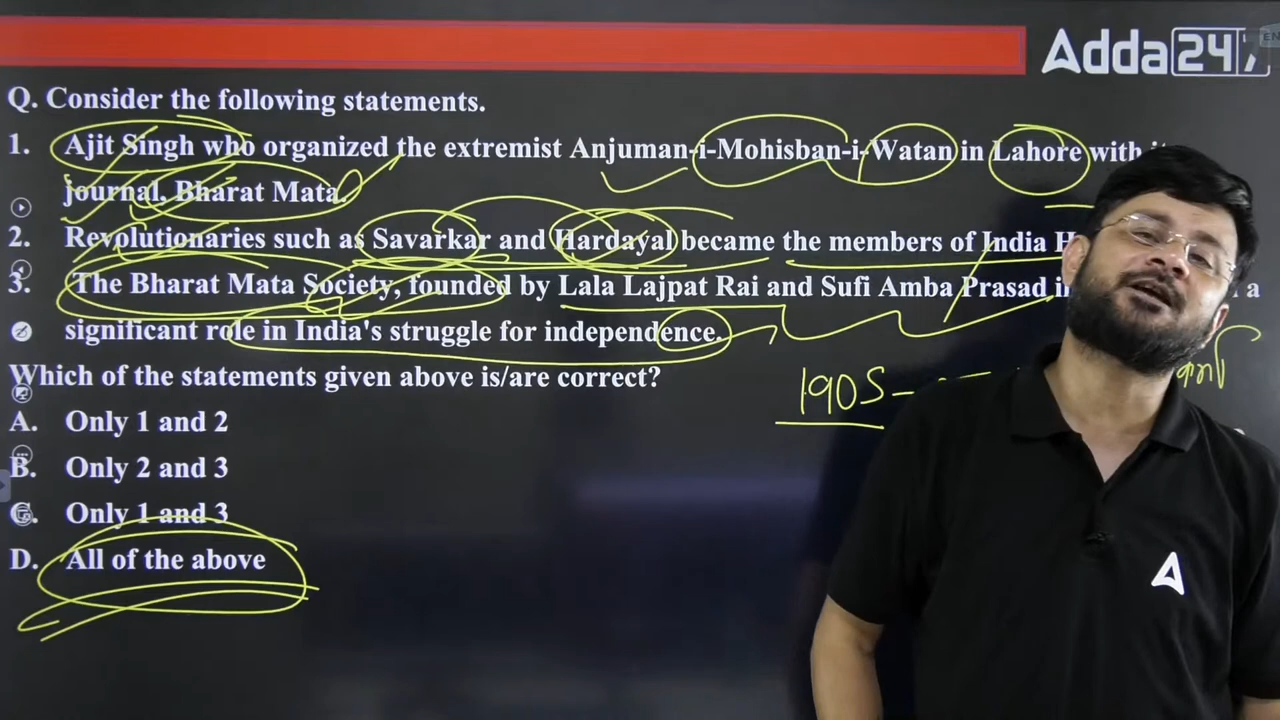 Adda247
Q. Consider the following statements.
1. Ajit Singh who organized the extremist Anjuman-i-Mohisban-i-Watan in Lahore with
journal, Bharat Mata.
2. Revolutionaries such as Savarkar and Hardayal became the members of India
3. The Bharat Mata Society, founded by Lala Lajpat Rai and Sufi Amba Prasad a
significant role in India's struggle for independence.
1905 -
Which of the statements given above is/are correct?
A. Only 1 and 2
B. Only 2 and 3
C. Only 1 and 3
D. All of the above